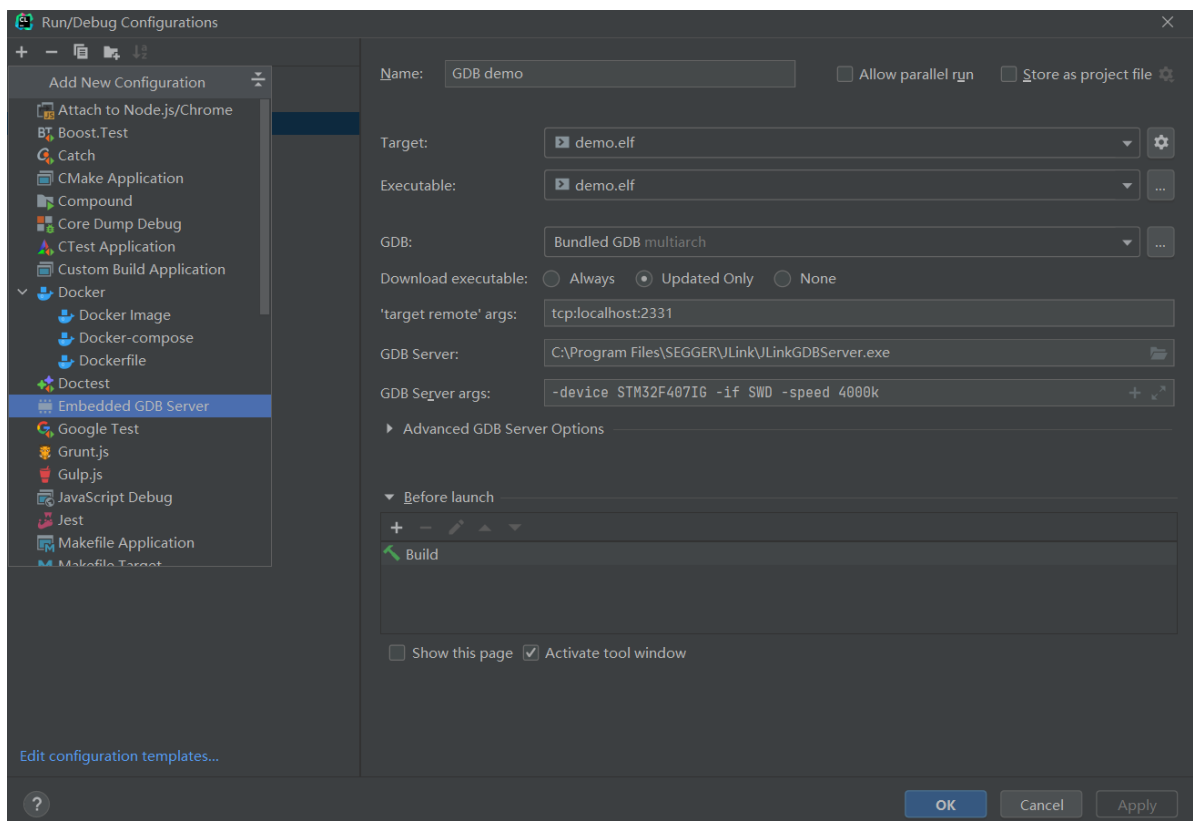 Run/Debug Configurations
Add New Configuration
Attach to Node.js/Chrome
Boost.Test
Catch
CMake Application
Compound
Core Dump Debug
CTest Application
Custom Build Application
Docker
Docker Image
Docker-compose
Dockerfile
Doctest
Embedded GDB Server
Google Test
Grunt.js
Gulp.js
JavaScript Debug
Jest
Makefile Application
Makefile Target
Edit configuration templates...
Name: GDB demo Allow parallel run Store as project file
Target: demo.elf
Executable: demo.elf ...
GDB: Bundled GDB multiarch ...
Download executable: Always Updated Only None
'target remote' args: tcp:localhost:2331
GDB Server: C:\Program Files\SEGGER\JLink\JLinkGDBServer.exe
GDB Server args: -device STM32F407IG -if SWD -speed 4000k
Advanced GDB Server Options
Before launch
Build
Show this page Activate tool window
? OK Cancel Apply